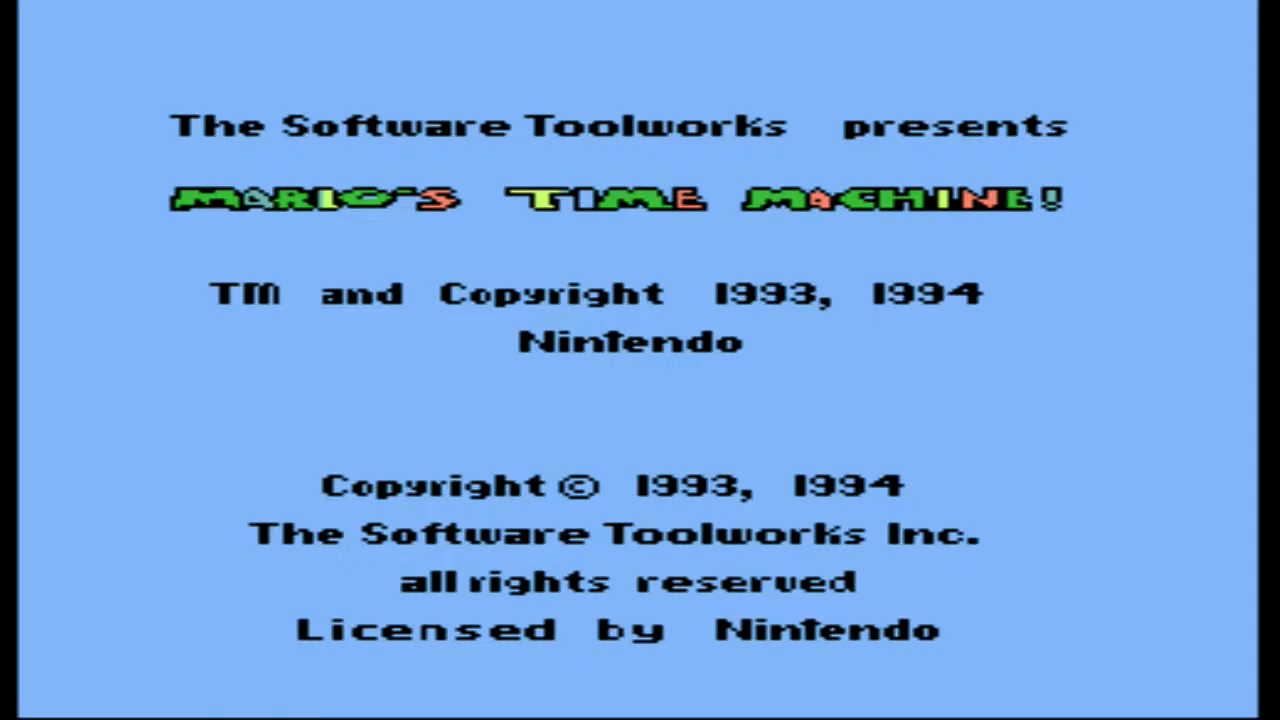 The Software Toolworks presents
MARIO'S TIME MACHINE!
TM and Copyright 1993, 1994
Nintendo
Copyright © 1993, 1994
The Software Toolworks Inc.
all rights reserved
Licensed by Nintendo